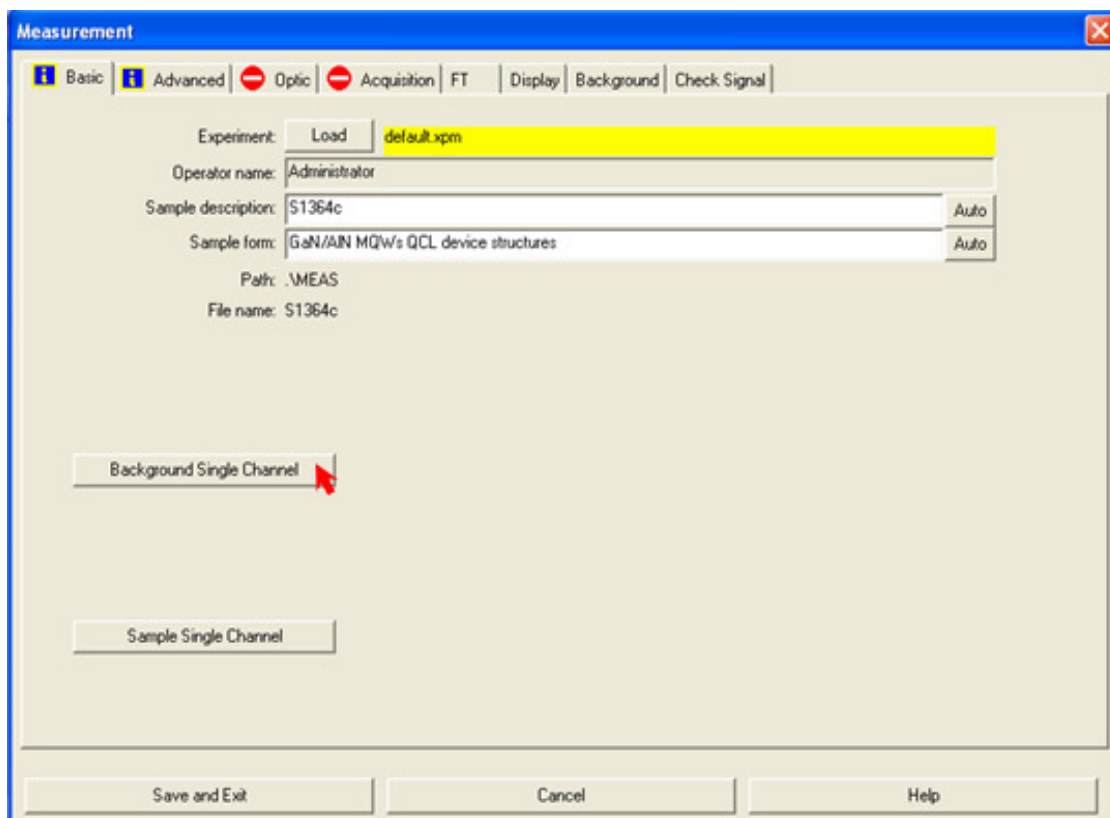 Measurement
Basic Advanced Optic Acquisition FT Display Background Check Signal
Experiment: Load default.xpm
Operator name: Administrator
Sample description: S1364c Auto
Sample form: GaN/AlN MQWs QCL device structures Auto
Path: .\MEAS
File name: S1364c
Background Single Channel
Sample Single Channel
Save and Exit Cancel Help